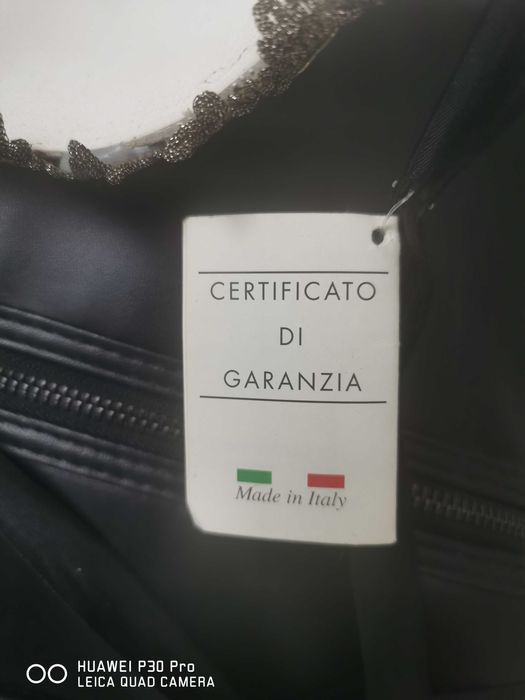 CERTIFICATO
DI
GARANZIA
Made in Italy
HUAWEI P30 Pro
LEICA QUAD CAMERA